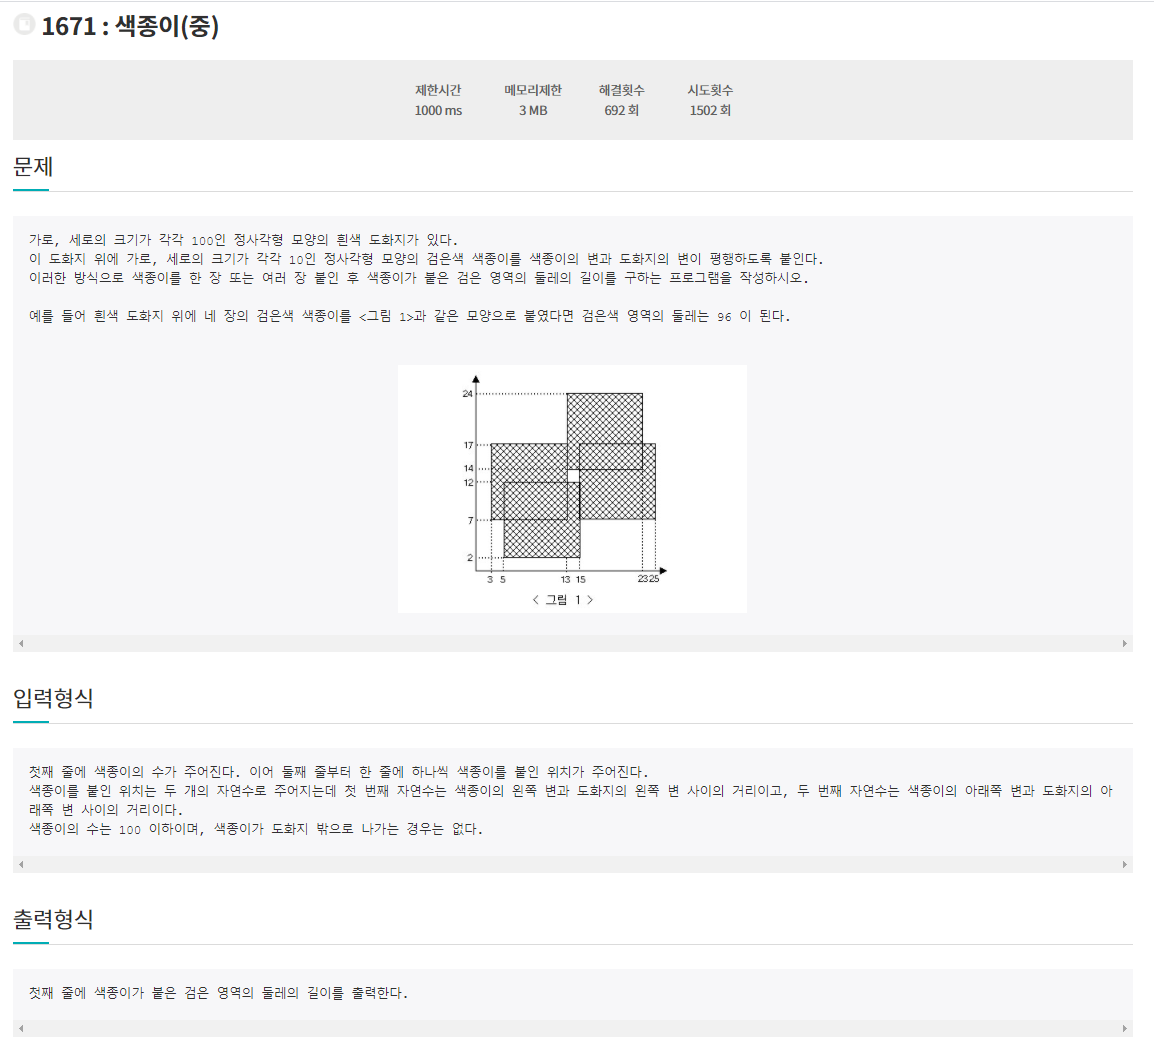 1671 : 색종이(중)
제한시간 메모리제한 해결횟수 시도횟수
1000 ms 3 MB 692 회 1502 회
문제
가로, 세로의 크기가 각각 100인 정사각형 모양의 흰색 도화지가 있다.
이 도화지 위에 가로, 세로의 크기가 각각 10인 정사각형 모양의 검은색 색종이를 색종이의 변과 도화지의 변이 평행하도록 붙인다.
이러한 방식으로 색종이를 한 장 또는 여러 장 붙인 후 색종이가 붙은 검은 영역의 둘레의 길이를 구하는 프로그램을 작성하시오.
예를 들어 흰색 도화지 위에 네 장의 검은색 색종이를 <그림 1>과 같은 모양으로 붙였다면 검은색 영역의 둘레는 96 이 된다.
24
17
14
12
7
2
3 5 13 15 23 25
< 그림 1 >
입력형식
첫째 줄에 색종이의 수가 주어진다. 이어 둘째 줄부터 한 줄에 하나씩 색종이를 붙인 위치가 주어진다.
색종이를 붙인 위치는 두 개의 자연수로 주어지는데 첫 번째 자연수는 색종이의 왼쪽 변과 도화지의 왼쪽 변 사이의 거리이고, 두 번째 자연수는 색종이의 아래쪽 변과 도화지의 아
래쪽 변 사이의 거리이다.
색종이의 수는 100 이하이며, 색종이가 도화지 밖으로 나가는 경우는 없다.
출력형식
첫째 줄에 색종이가 붙은 검은 영역의 둘레의 길이를 출력한다.